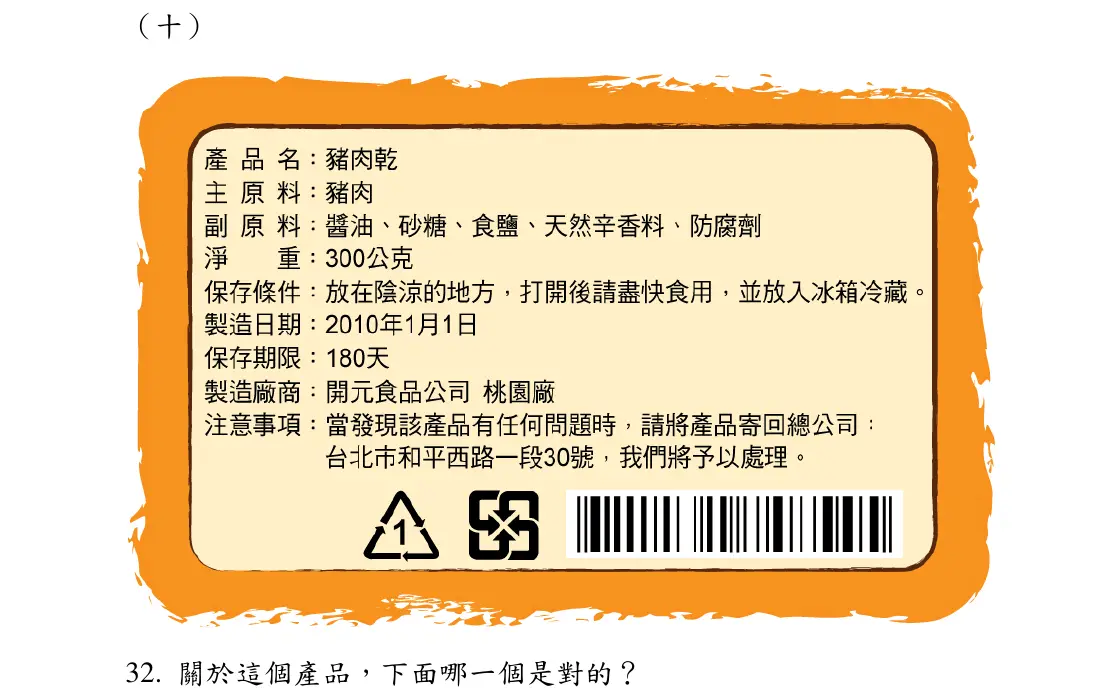 （十）
產品名：豬肉乾
主原料：豬肉
副原料：醬油、砂糖、食鹽、天然辛香料、防腐劑
淨重：300公克
保存條件：放在陰涼的地方，打開後請盡快食用，並放入冰箱冷藏。
製造日期：2010年1月1日
保存期限：180天
製造廠商：開元食品公司 桃園廠
注意事項：當發現該產品有任何問題時，請將產品寄回總公司：
台北市和平西路一段30號，我們將予以處理。
1
32. 關於這個產品，下面哪一個是對的？